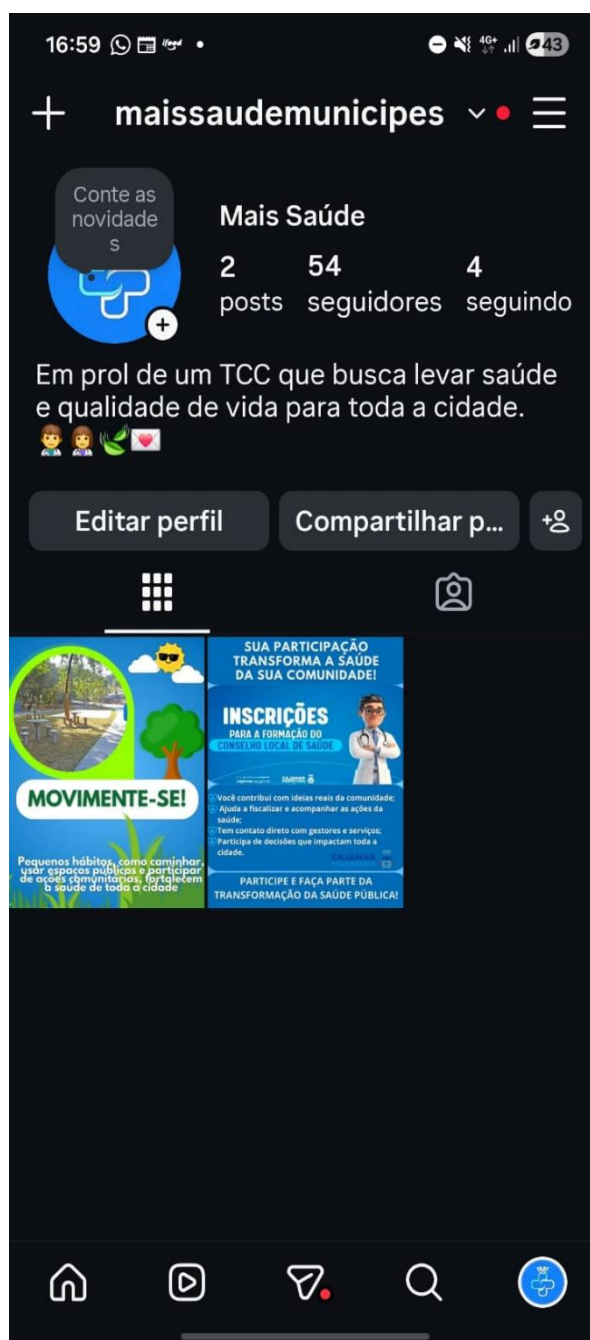 16:59
4G+
43
maissaudemunicipes
Conte as
novidade
s
Mais Saúde
2
54
4
posts
seguidores
seguindo
Em prol de um TCC que busca levar saúde
e qualidade de vida para toda a cidade.
Editar perfil
Compartilhar p...
MOVIMENTE-SE!
Pequenos hábitos, como caminhar,
usar espaços públicos e participar
de ações comunitárias, fortalecem
a saúde de toda a cidade
SUA PARTICIPAÇÃO
TRANSFORMA A SAÚDE
DA SUA COMUNIDADE!
INSCRIÇÕES
PARA A FORMAÇÃO DO
CONSELHO LOCAL DE SAÚDE
CAJAMAR
Você contribui com ideias reais da comunidade;
Ajuda a fiscalizar e acompanhar as ações da
saúde;
Tem contato direto com gestores e serviços;
Participa de decisões que impactam toda a
cidade.
CAJAMAR
PARTICIPE E FAÇA PARTE DA
TRANSFORMAÇÃO DA SAÚDE PÚBLICA!